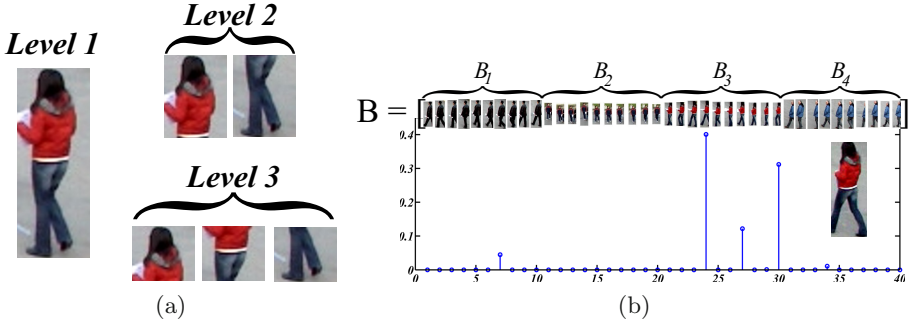 Level 1
Level 2
Level 3
(a)
B₁ B₂ B₃ B₄
B = [ ]
0.4
0.3
0.2
0.1
0
0 5 10 15 20 25 30 35 40
(b)